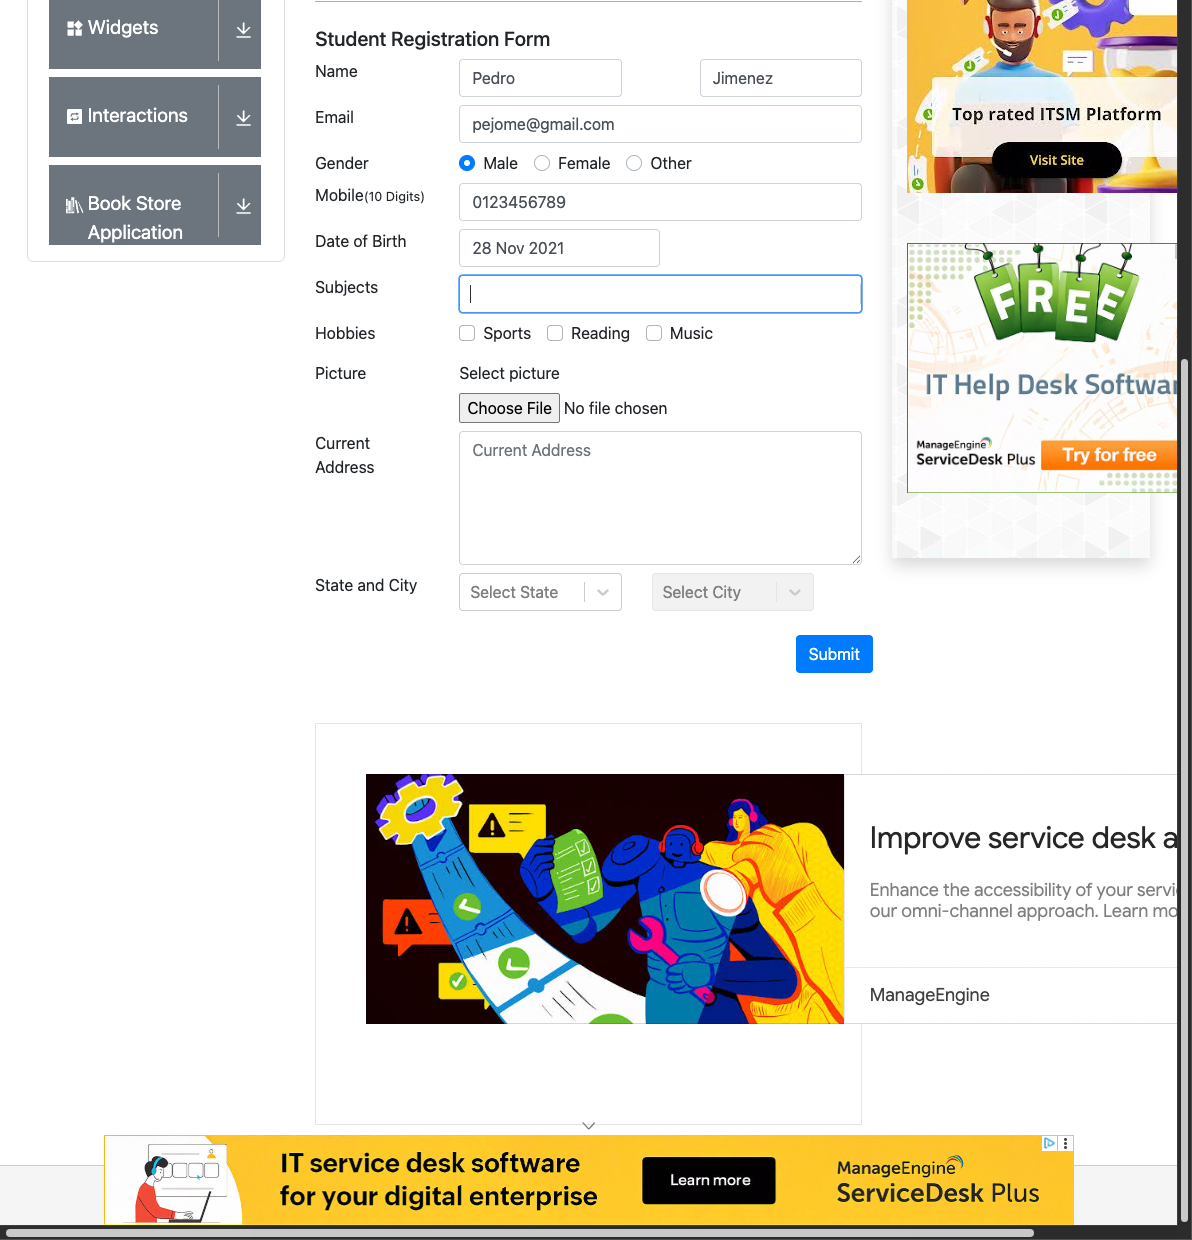 Widgets
Interactions
Book Store
Application
Student Registration Form
Name
Pedro
Jimenez
Email
pejome@gmail.com
Gender
Male
Female
Other
Mobile(10 Digits)
0123456789
Date of Birth
28 Nov 2021
Subjects
Hobbies
Sports
Reading
Music
Picture
Select picture
Choose File No file chosen
Current
Address
Current Address
State and City
Select State
Select City
Submit
Top rated ITSM Platform
Visit Site
FREE
IT Help Desk Softwar
ManageEngine
ServiceDesk Plus
Try for free
Improve service desk a
Enhance the accessibility of your servi
our omni-channel approach. Learn mo
ManageEngine
IT service desk software
for your digital enterprise
Learn more
ManageEngine
ServiceDesk Plus